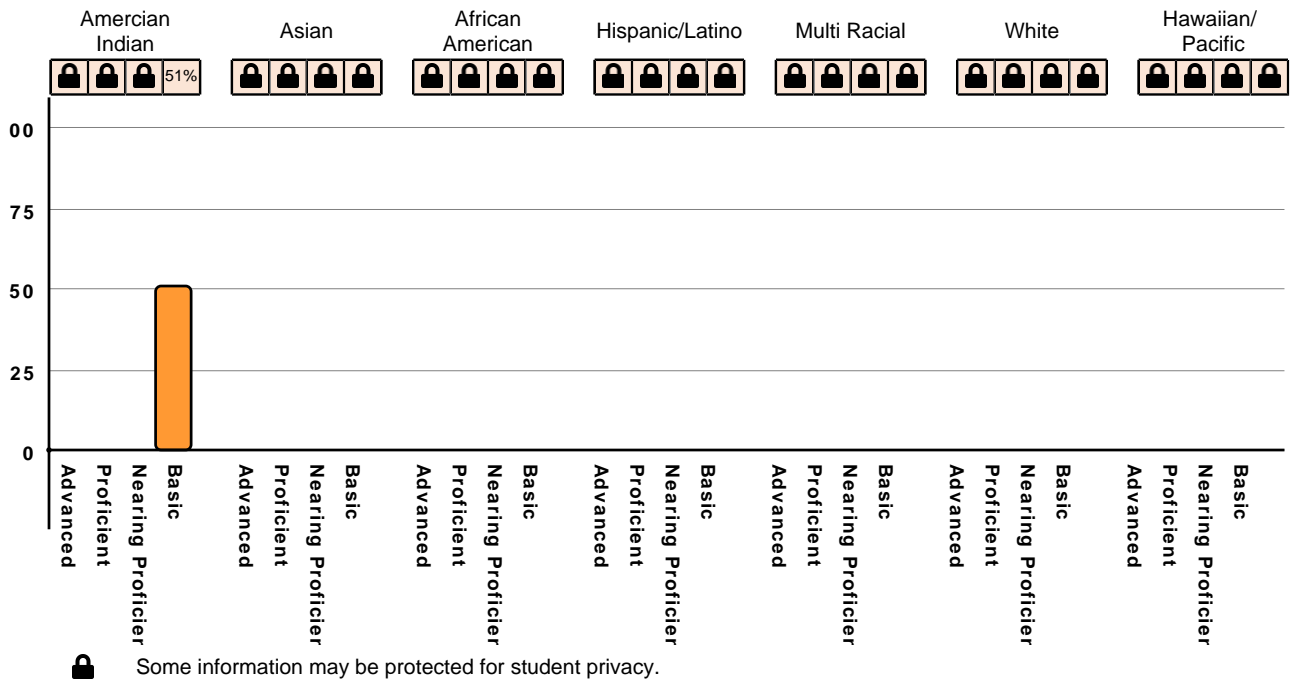 Amercian
Indian
Asian
African
American
Hispanic/Latino
Multi Racial
White
Hawaiian/
Pacific
51%
00
75
50
25
0
Advanced
Proficient
Nearing Proficier
Basic
Advanced
Proficient
Nearing Proficier
Basic
Advanced
Proficient
Nearing Proficier
Basic
Advanced
Proficient
Nearing Proficier
Basic
Advanced
Proficient
Nearing Proficier
Basic
Advanced
Proficient
Nearing Proficier
Basic
Advanced
Proficient
Nearing Proficier
Basic
Some information may be protected for student privacy.